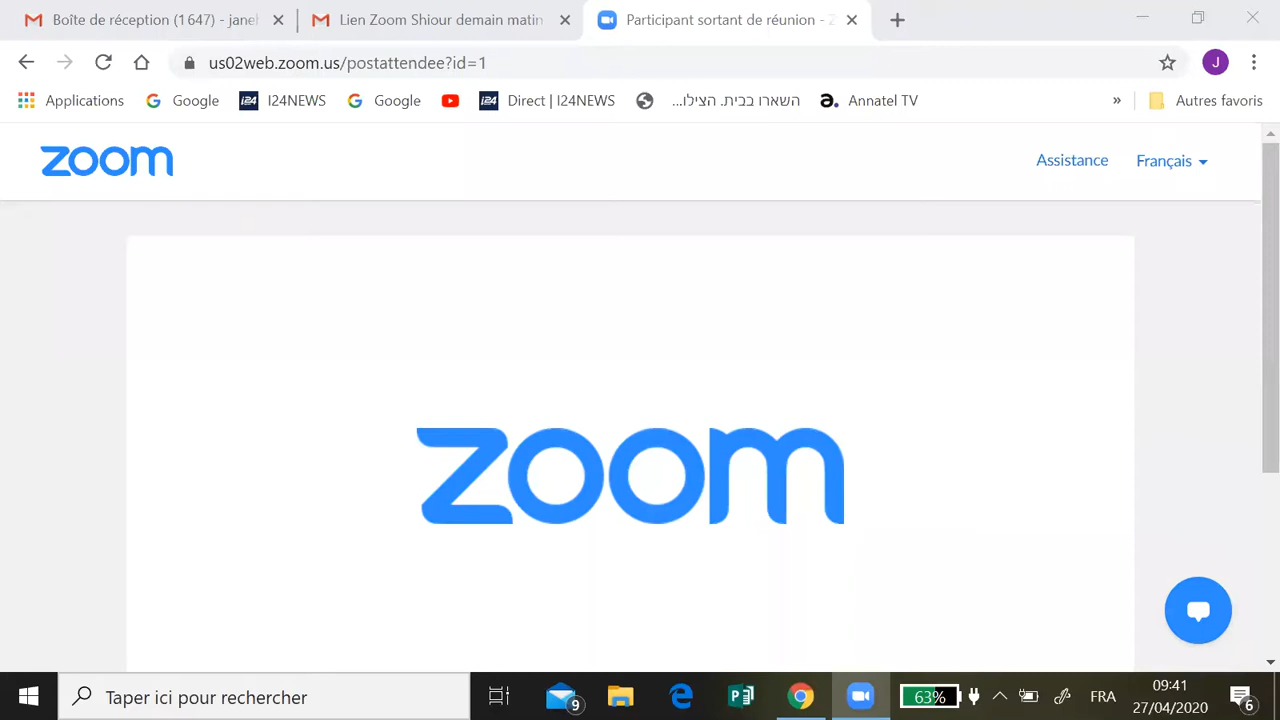 Boîte de réception (1 647) - janel
Lien Zoom Shiour demain matin
Participant sortant de réunion - Z
us02web.zoom.us/postattendee?id=1
J
Applications
Google
i24
I24NEWS
Google
i24
Direct | I24NEWS
השארו בבית. הצילו...
a.
Annatel TV
»
Autres favoris
zoom
Assistance
Français
zoom
Taper ici pour rechercher
9
63%
FRA
09:41
27/04/2020
6